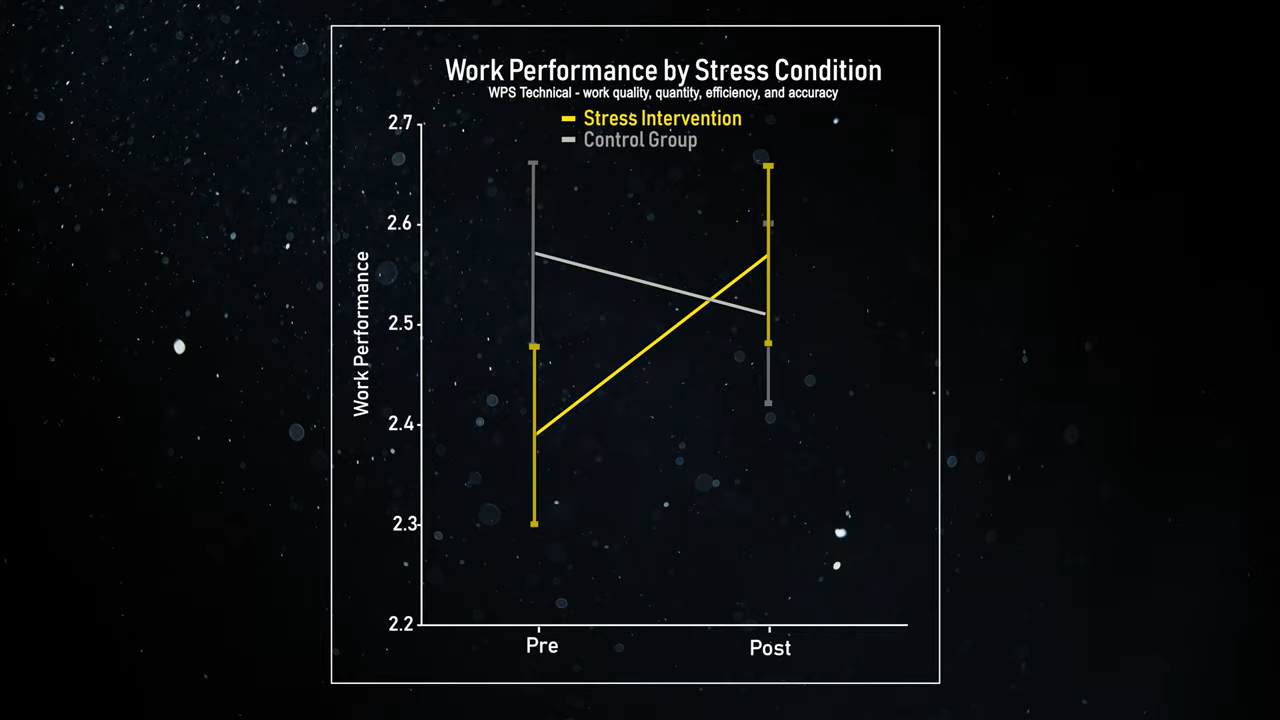 Work Performance by Stress Condition
WPS Technical - work quality, quantity, efficiency, and accuracy
Stress Intervention
Control Group
2.7
2.6
2.5
2.4
2.3
2.2
Work Performance
Pre
Post